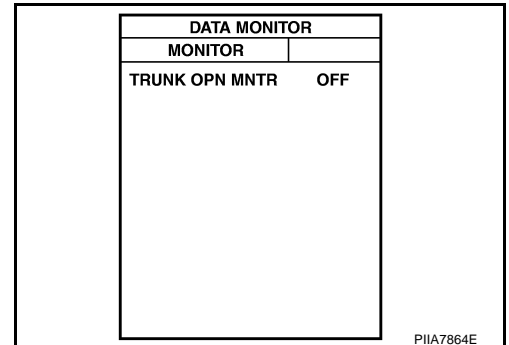 DATA MONITOR
MONITOR
TRUNK OPN MNTR OFF
PIIA7864E